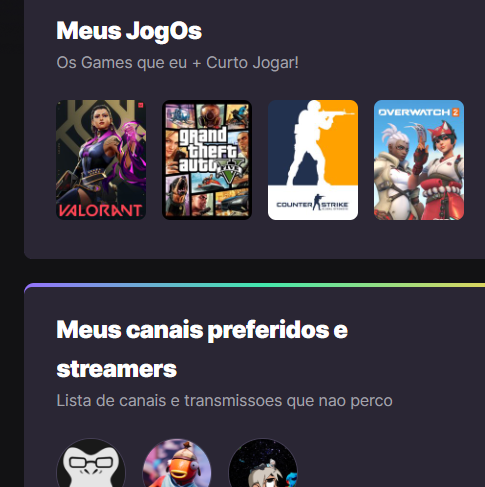 Meus JogOs
Os Games que eu + Curto Jogar!
VALORANT
grand
theft
auto
V
COUNTER STRIKE
OVERWATCH 2
Meus canais preferidos e
streamers
Lista de canais e transmissoes que nao perco